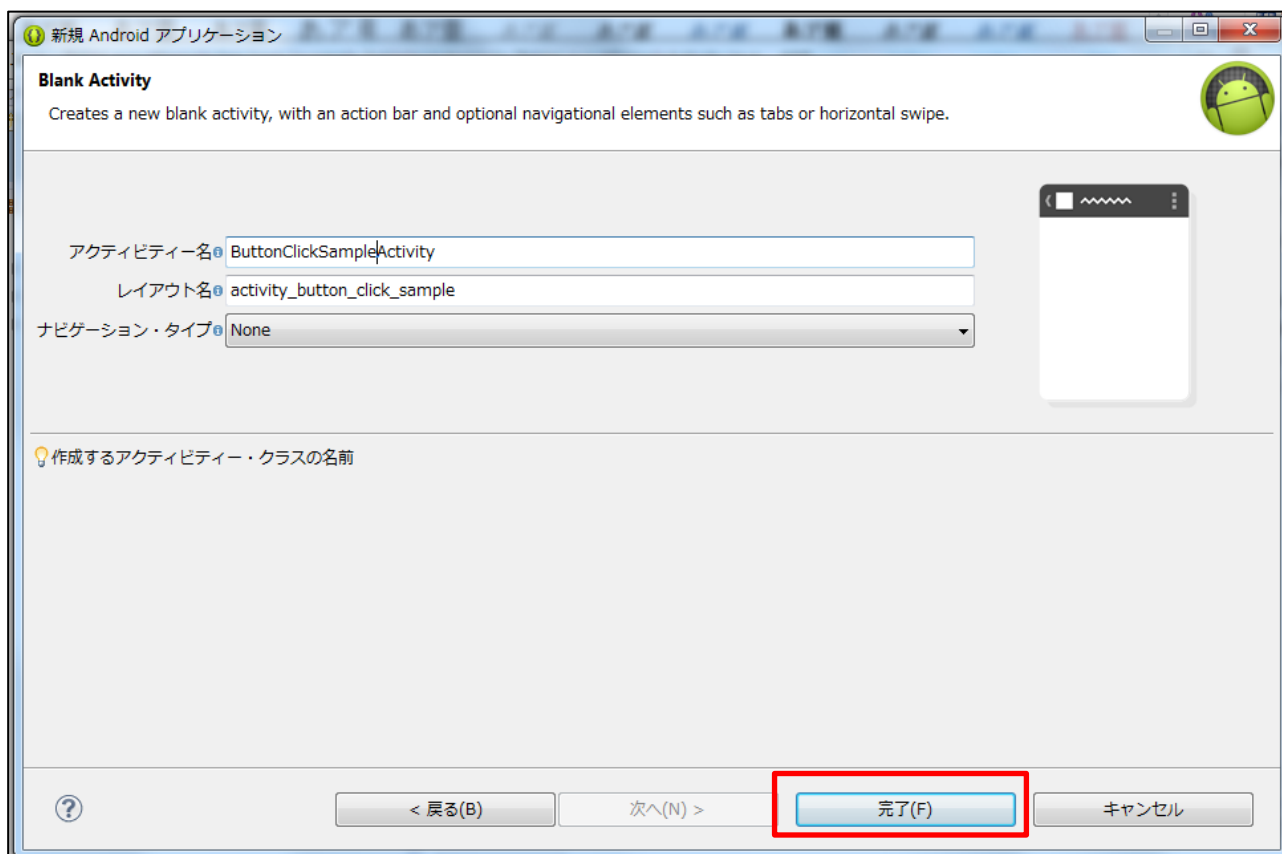 新規 Android アプリケーション
Blank Activity
Creates a new blank activity, with an action bar and optional navigational elements such as tabs or horizontal swipe.
アクティビティー名 ButtonClickSampleActivity
レイアウト名 activity_button_click_sample
ナビゲーション・タイプ None
作成するアクティビティー・クラスの名前
< 戻る(B) 次へ(N) > 完了(F) キャンセル